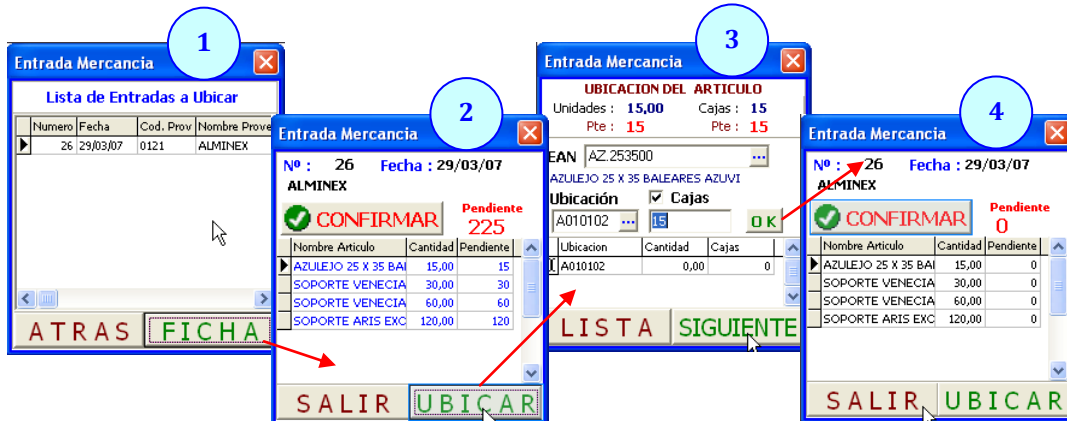 1
Entrada Mercancia
Lista de Entradas a Ubicar
Numero Fecha Cod. Prov Nombre Prove
26 29/03/07 0121 ALMINEX
ATRAS FICHA
2
Entrada Mercancia
Nº : 26 Fecha : 29/03/07
ALMINEX
CONFIRMAR Pendiente
225
Nombre Articulo Cantidad Pendiente
AZULEJO 25 X 35 BAI 15,00 15
SOPORTE VENECIA 30,00 30
SOPORTE VENECIA 60,00 60
SOPORTE ARIS EXC 120,00 120
SALIR UBICAR
3
Entrada Mercancia
UBICACION DEL ARTICULO
Unidades : 15,00 Cajas : 15
Pte : 15 Pte : 15
EAN AZ.253500 ...
AZULEJO 25 X 35 BALEARES AZUVI
Ubicación Cajas
A010102 ... 15 OK
Ubicacion Cantidad Cajas
A010102 0,00 0
LISTA SIGUIENTE
4
Entrada Mercancia
Nº : 26 Fecha : 29/03/07
ALMINEX
CONFIRMAR Pendiente
0
Nombre Articulo Cantidad Pendiente
AZULEJO 25 X 35 BAI 15,00 0
SOPORTE VENECIA 30,00 0
SOPORTE VENECIA 60,00 0
SOPORTE ARIS EXC 120,00 0
SALIR UBICAR